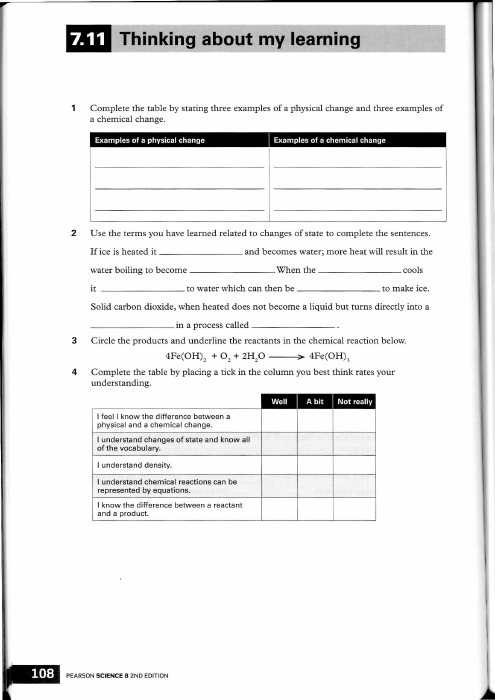 7.11 Thinking about my learning
1 Complete the table by stating three examples of a physical change and three examples of
a chemical change.
Examples of a physical change Examples of a chemical change
2 Use the terms you have learned related to changes of state to complete the sentences.
If ice is heated it ____________ and becomes water; more heat will result in the
water boiling to become ____________. When the ____________ cools
it ____________ to water which can then be ____________ to make ice.
Solid carbon dioxide, when heated does not become a liquid but turns directly into a
____________ in a process called ____________.
3 Circle the products and underline the reactants in the chemical reaction below.
4Fe(OH)₂ + O₂ + 2H₂O ⟶ 4Fe(OH)₃
4 Complete the table by placing a tick in the column you best think rates your
understanding.
Well A bit Not really
I feel I know the difference between a
physical and a chemical change.
I understand changes of state and know all
of the vocabulary.
I understand density.
I understand chemical reactions can be
represented by equations.
I know the difference between a reactant
and a product.
108 PEARSON SCIENCE 8 2ND EDITION